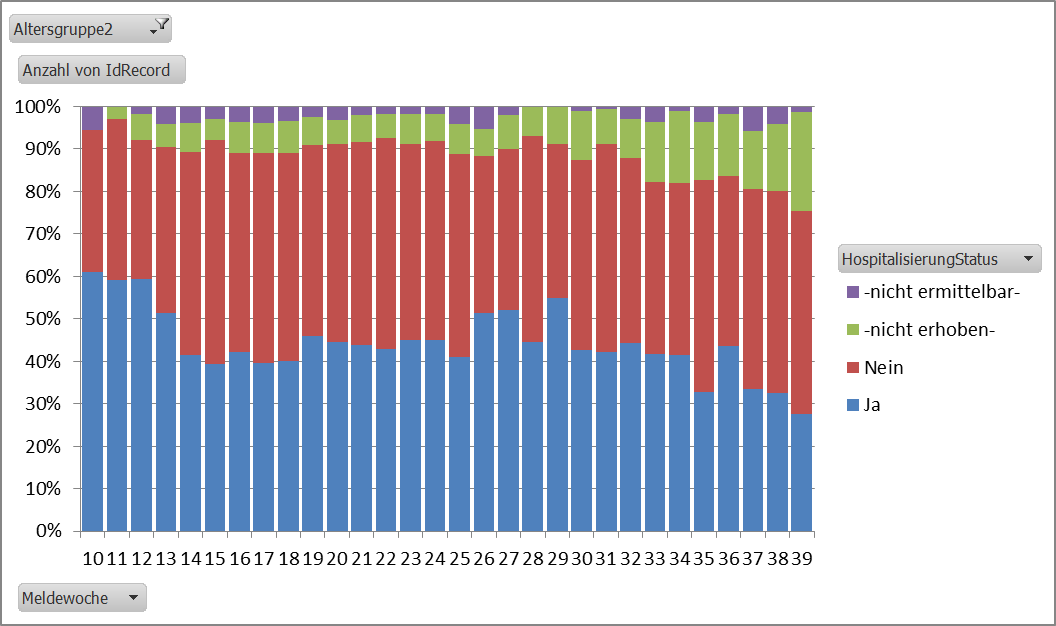 Altersgruppe2
Anzahl von IdRecord
100%
90%
80%
70%
60%
50%
40%
30%
20%
10%
0%
10 11 12 13 14 15 16 17 18 19 20 21 22 23 24 25 26 27 28 29 30 31 32 33 34 35 36 37 38 39
Meldewoche
HospitalisierungStatus
-nicht ermittelbar-
-nicht erhoben-
Nein
Ja